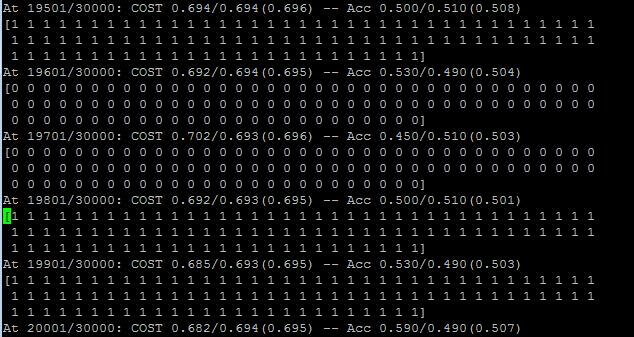 At 19501/30000: COST 0.694/0.694(0.696) -- Acc 0.500/0.510(0.508)
[1 1 1 1 1 1 1 1 1 1 1 1 1 1 1 1 1 1 1 1 1 1 1 1 1 1 1 1 1 1 1 1 1 1 1 1 1
1 1 1 1 1 1 1 1 1 1 1 1 1 1 1 1 1 1 1 1 1 1 1 1 1 1 1 1 1 1 1 1 1 1 1 1 1
1 1 1 1 1 1 1 1 1 1 1 1 1 1 1 1 1 1 1 1 1 1 1 1 1 1]
At 19601/30000: COST 0.692/0.694(0.695) -- Acc 0.530/0.490(0.504)
[0 0 0 0 0 0 0 0 0 0 0 0 0 0 0 0 0 0 0 0 0 0 0 0 0 0 0 0 0 0 0 0 0 0 0 0 0
0 0 0 0 0 0 0 0 0 0 0 0 0 0 0 0 0 0 0 0 0 0 0 0 0 0 0 0 0 0 0 0 0 0 0 0 0
0 0 0 0 0 0 0 0 0 0 0 0 0 0 0 0 0 0 0 0 0 0 0 0 0 0]
At 19701/30000: COST 0.702/0.693(0.696) -- Acc 0.450/0.510(0.503)
[0 0 0 0 0 0 0 0 0 0 0 0 0 0 0 0 0 0 0 0 0 0 0 0 0 0 0 0 0 0 0 0 0 0 0 0 0
0 0 0 0 0 0 0 0 0 0 0 0 0 0 0 0 0 0 0 0 0 0 0 0 0 0 0 0 0 0 0 0 0 0 0 0 0
0 0 0 0 0 0 0 0 0 0 0 0 0 0 0 0 0 0 0 0 0 0 0 0 0 0]
At 19801/30000: COST 0.692/0.693(0.695) -- Acc 0.500/0.510(0.501)
[1 1 1 1 1 1 1 1 1 1 1 1 1 1 1 1 1 1 1 1 1 1 1 1 1 1 1 1 1 1 1 1 1 1 1 1 1
1 1 1 1 1 1 1 1 1 1 1 1 1 1 1 1 1 1 1 1 1 1 1 1 1 1 1 1 1 1 1 1 1 1 1 1 1
1 1 1 1 1 1 1 1 1 1 1 1 1 1 1 1 1 1 1 1 1 1 1 1 1 1]
At 19901/30000: COST 0.685/0.693(0.695) -- Acc 0.530/0.490(0.503)
[1 1 1 1 1 1 1 1 1 1 1 1 1 1 1 1 1 1 1 1 1 1 1 1 1 1 1 1 1 1 1 1 1 1 1 1 1
1 1 1 1 1 1 1 1 1 1 1 1 1 1 1 1 1 1 1 1 1 1 1 1 1 1 1 1 1 1 1 1 1 1 1 1 1
1 1 1 1 1 1 1 1 1 1 1 1 1 1 1 1 1 1 1 1 1 1 1 1 1 1]
At 20001/30000: COST 0.682/0.694(0.695) -- Acc 0.590/0.490(0.507)